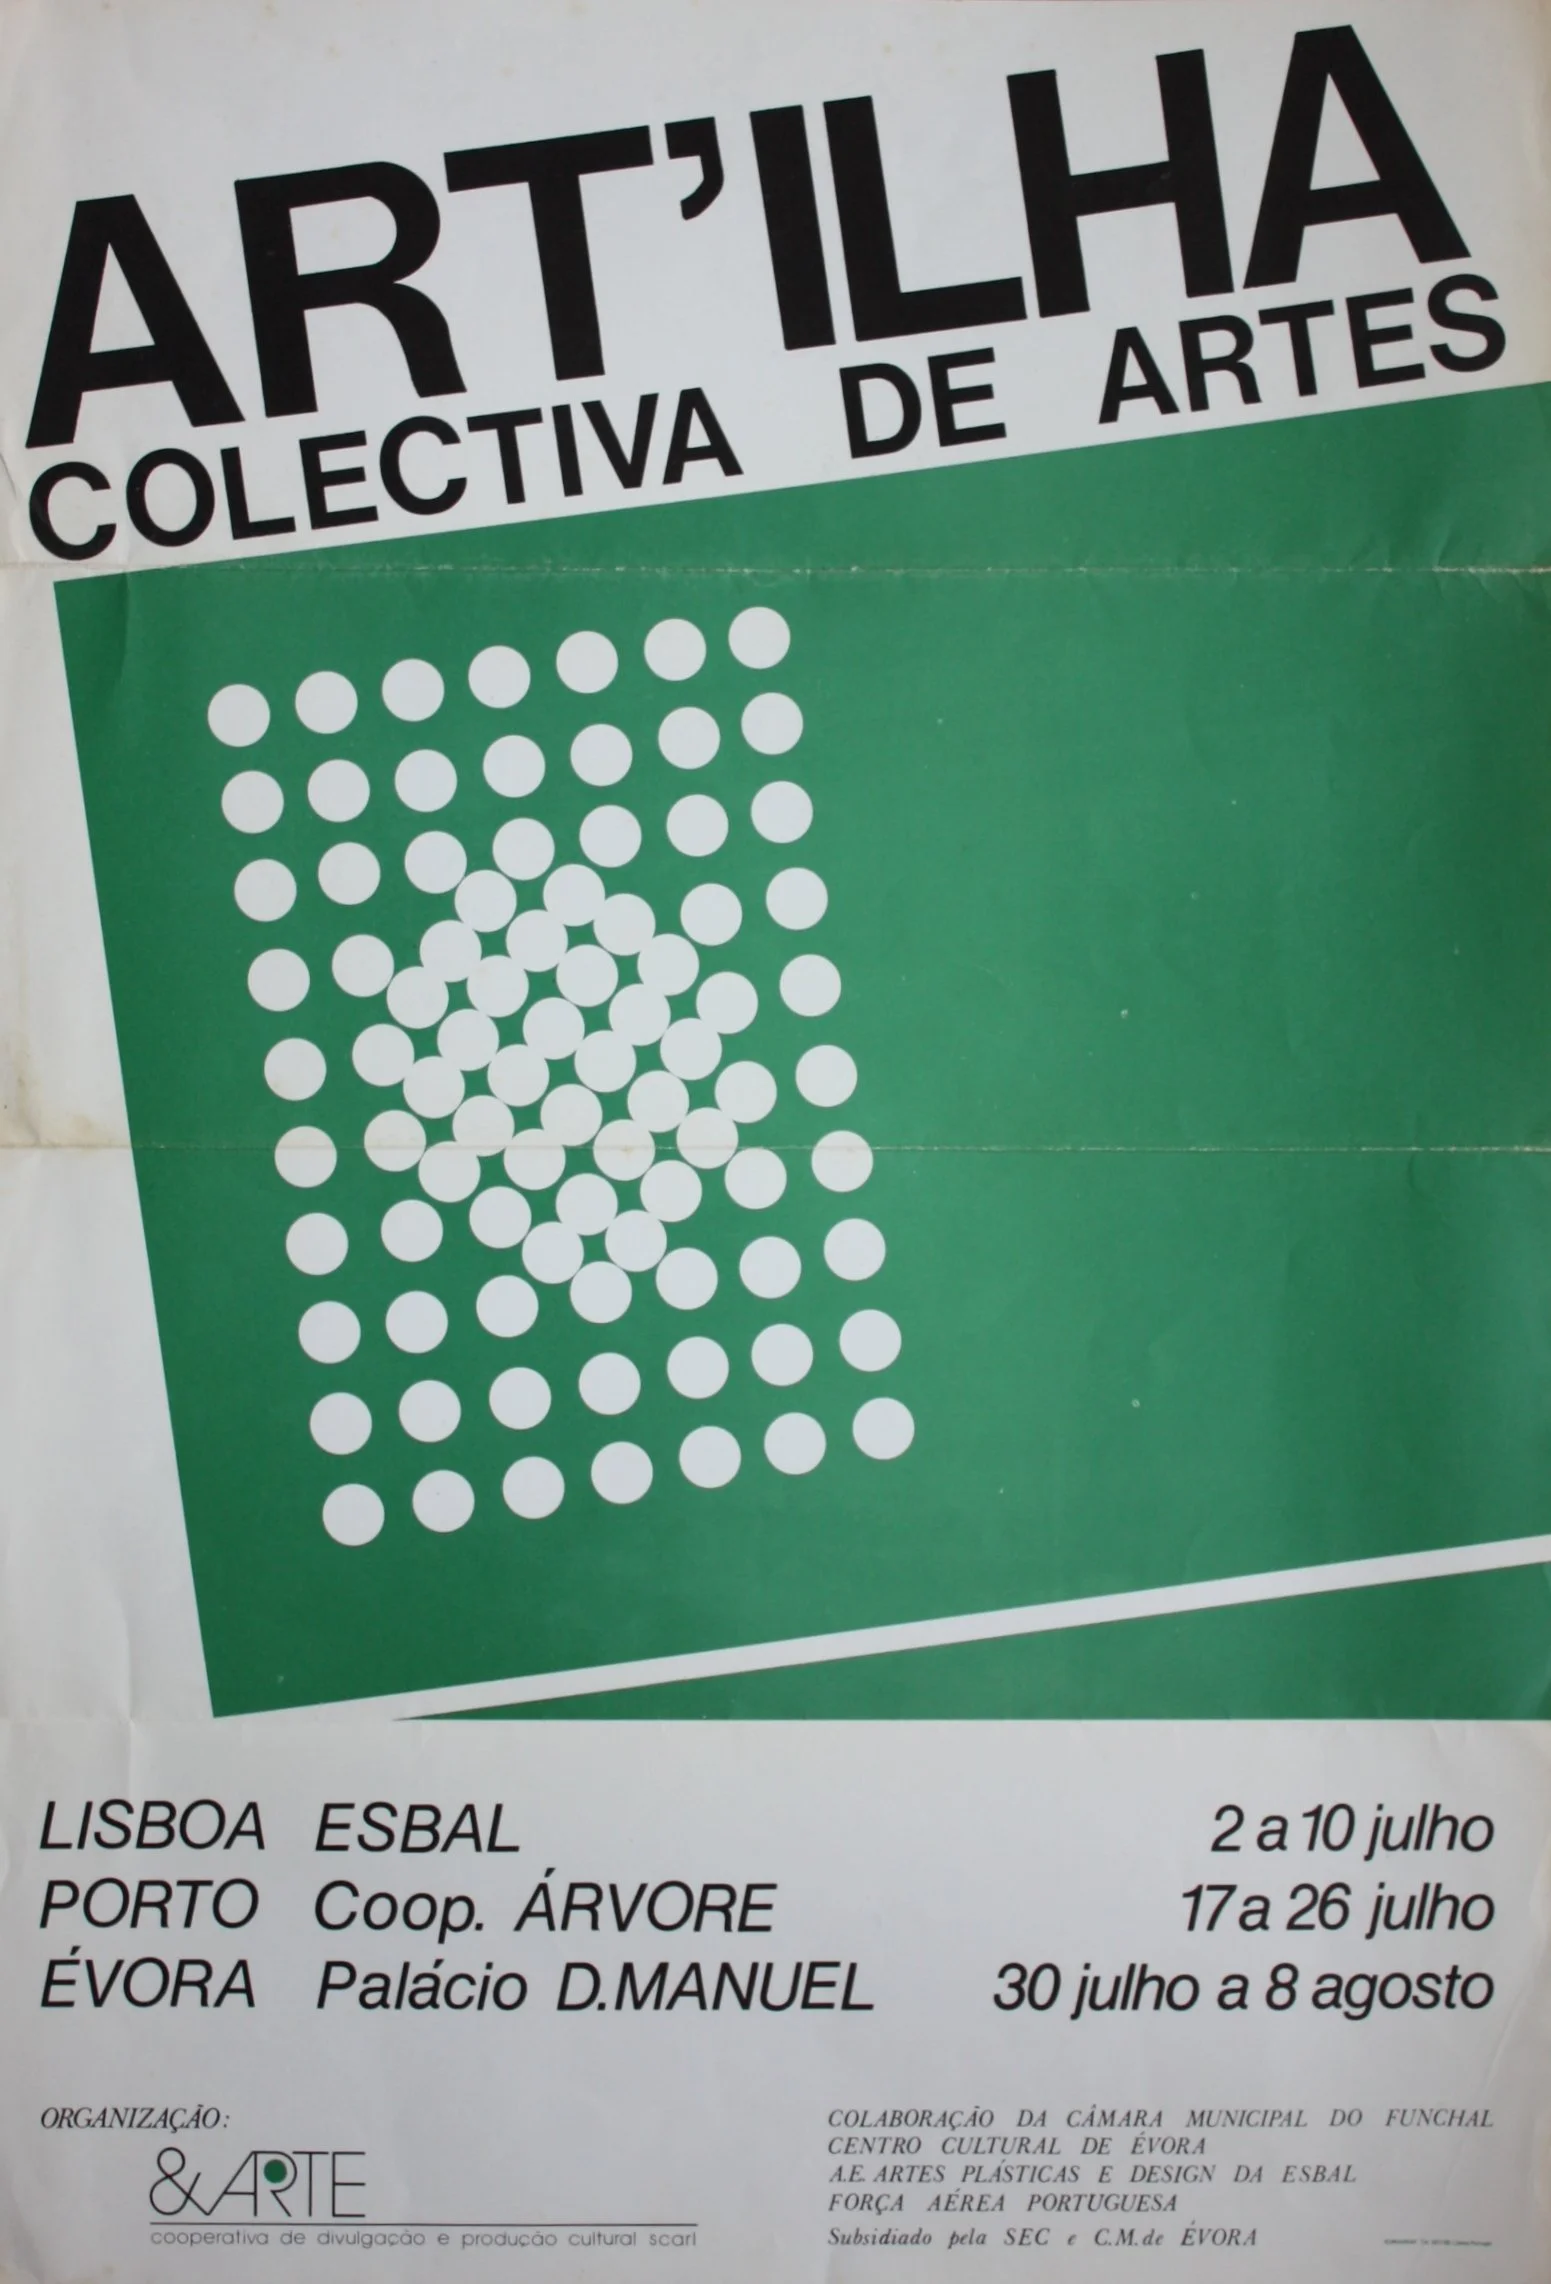 ART'ILHA
COLECTIVA DE ARTES
LISBOA ESBAL 2 a 10 julho
PORTO Coop. ÁRVORE 17 a 26 julho
ÉVORA Palácio D.MANUEL 30 julho a 8 agosto
ORGANIZAÇÃO:
&ARTE
cooperativa de divulgação e produção cultural scarl
COLABORAÇÃO DA CÂMARA MUNICIPAL DO FUNCHAL
CENTRO CULTURAL DE ÉVORA
A.E. ARTES PLÁSTICAS E DESIGN DA ESBAL
FORÇA AÉREA PORTUGUESA
Subsidiado pela SEC e C.M. de ÉVORA